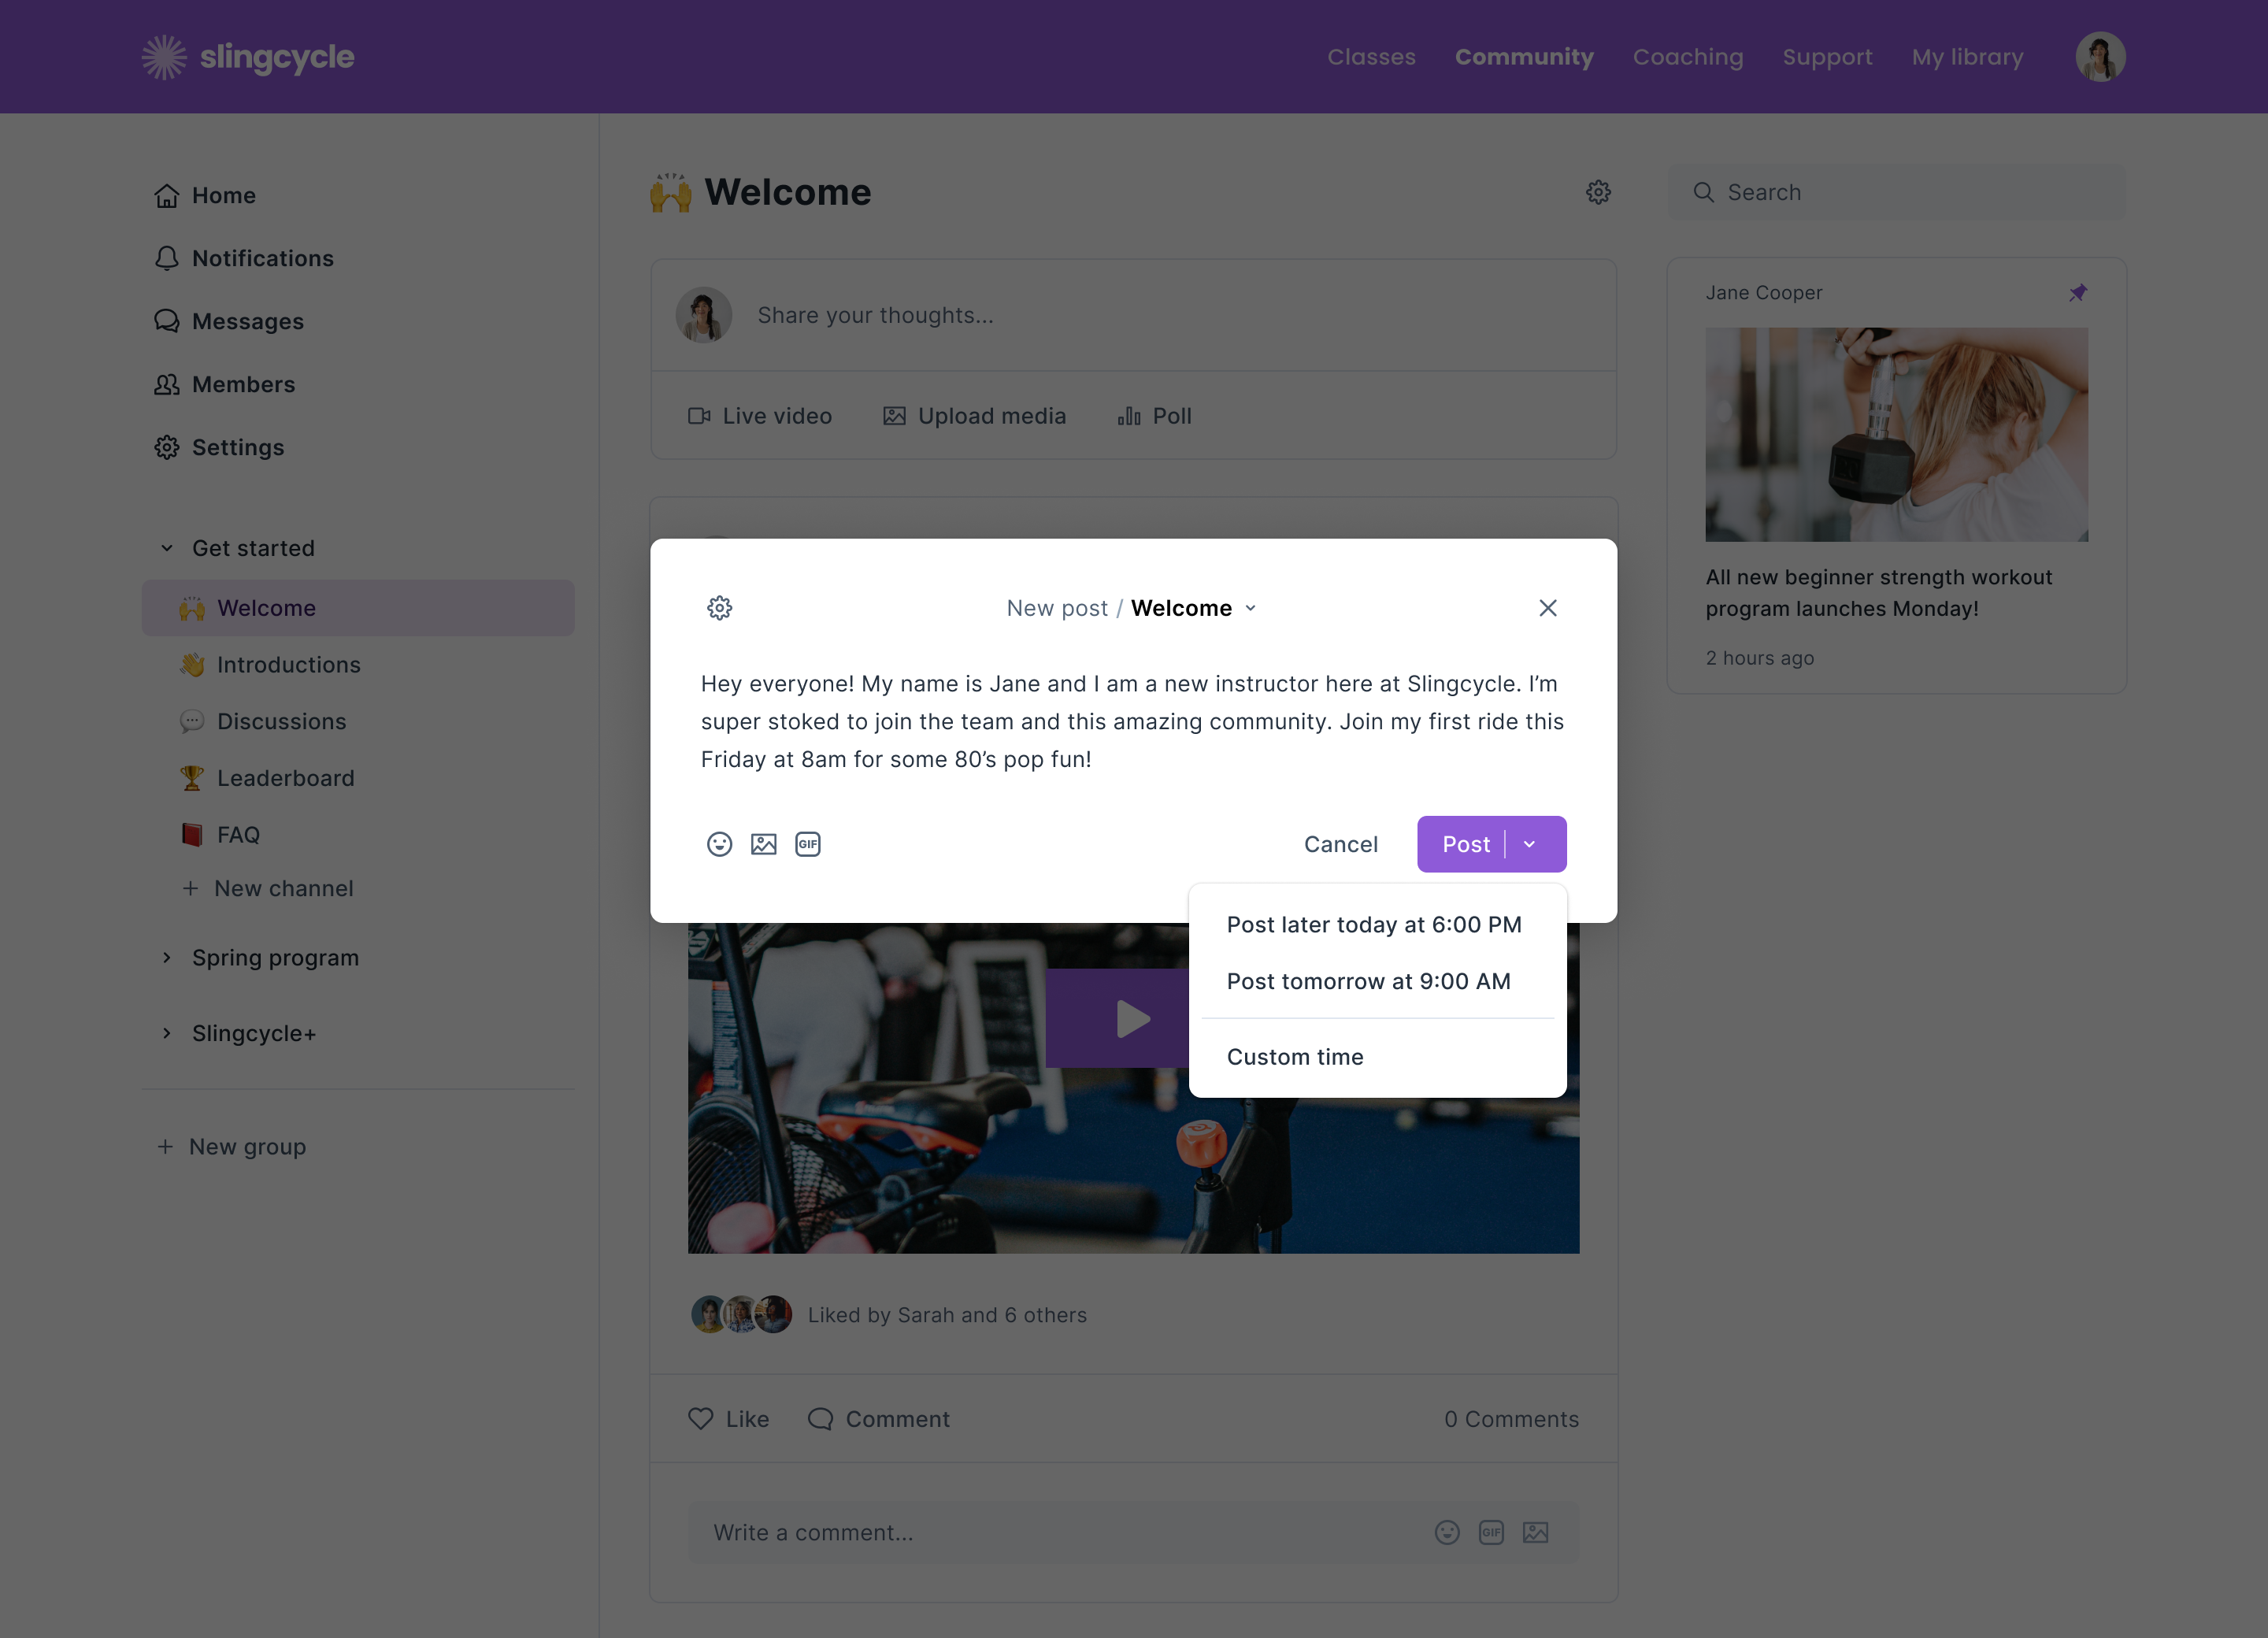 slingcycle
Classes
Community
Coaching
Support
My library
Home
Notifications
Messages
Members
Settings
Get started
Welcome
Introductions
Discussions
Leaderboard
FAQ
New channel
Spring program
Slingcycle+
New group
Welcome
Share your thoughts...
Live video
Upload media
Poll
New post / Welcome
Hey everyone! My name is Jane and I am a new instructor here at Slingcycle. I’m
super stoked to join the team and this amazing community. Join my first ride this
Friday at 8am for some 80’s pop fun!
GIF
Cancel
Post
Post later today at 6:00 PM
Post tomorrow at 9:00 AM
Custom time
Liked by Sarah and 6 others
Like
Comment
0 Comments
Write a comment...
GIF
Search
Jane Cooper
All new beginner strength workout
program launches Monday!
2 hours ago